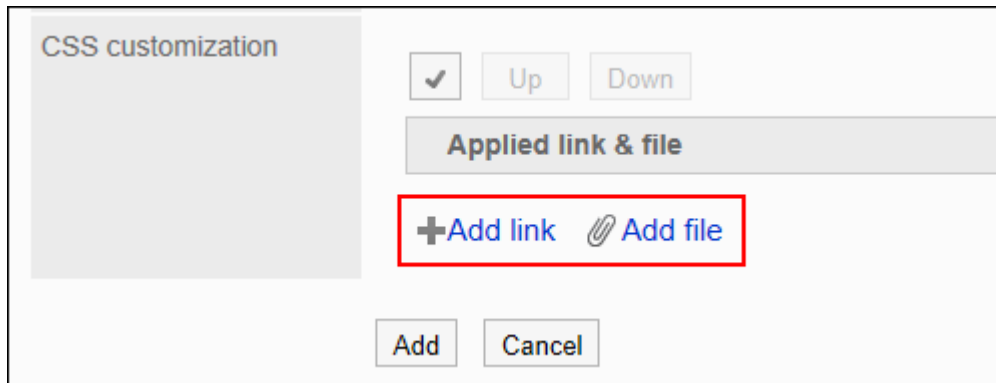 CSS customization
Up Down
Applied link & file
Add link Add file
Add Cancel